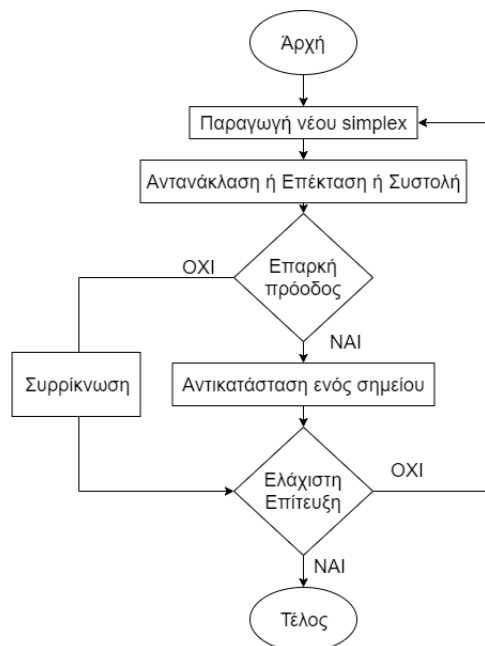 Άρχή
Παραγωγή νέου simplex
Αντανάκλαση ή Επέκταση ή Συστολή
ΟΧΙ
Επαρκή
πρόοδος
ΝΑΙ
Συρρίκνωση
Αντικατάσταση ενός σημείου
Ελάχιστη
Επίτευξη
ΟΧΙ
ΝΑΙ
Τέλος